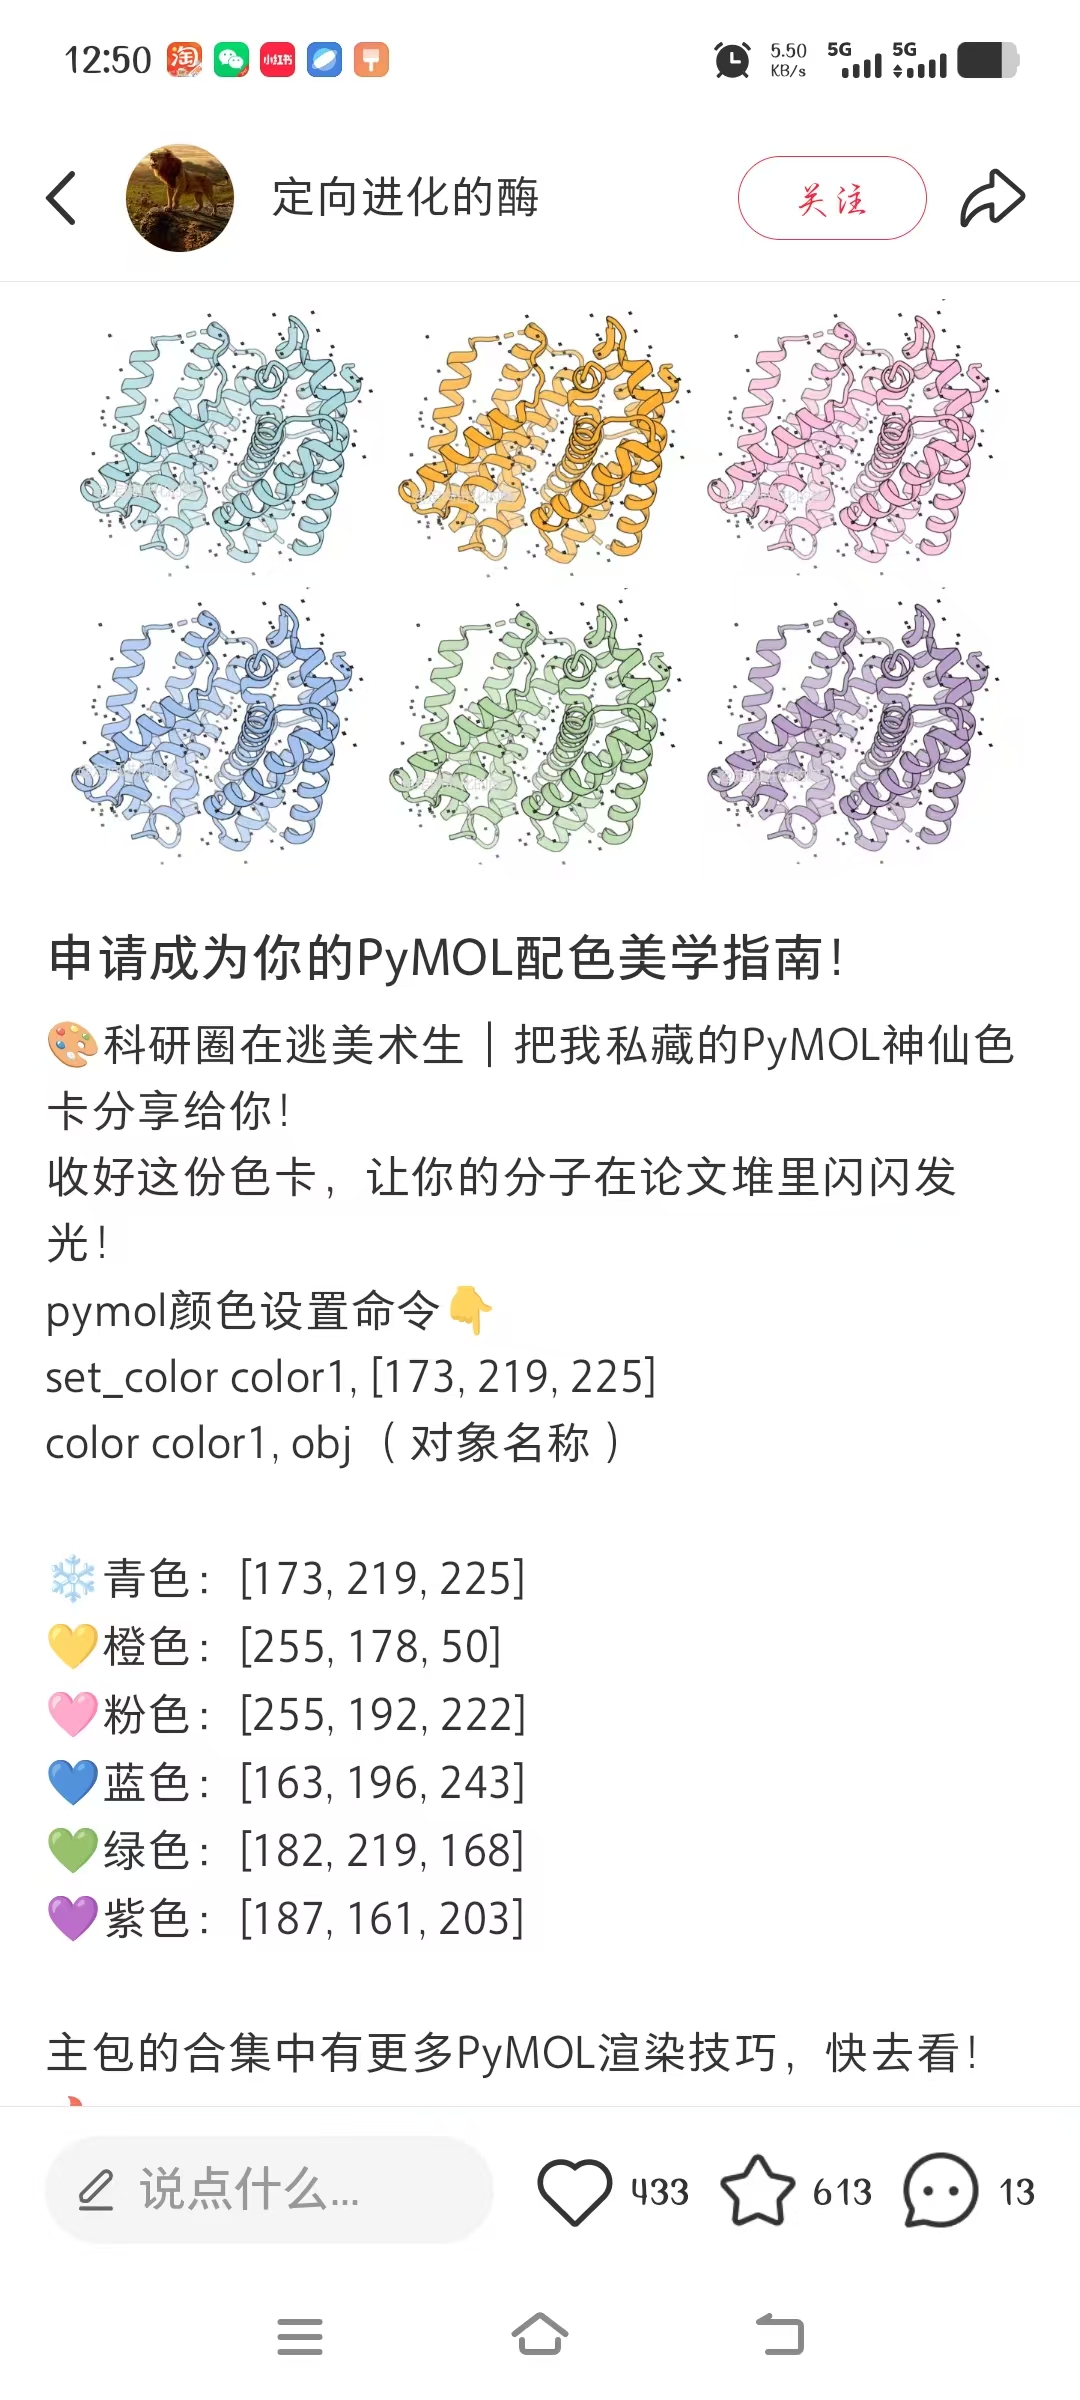 12:50
淘
小红书
5.50
KB/s
5G
5G
定向进化的酶
关注
申请成为你的PyMOL配色美学指南!
🎨科研圈在逃美术生｜把我私藏的PyMOL神仙色
卡分享给你!
收好这份色卡，让你的分子在论文堆里闪闪发
光!
pymol颜色设置命令👇
set_color color1, [173, 219, 225]
color color1, obj（对象名称）
❄️青色：[173, 219, 225]
💛橙色：[255, 178, 50]
🩷粉色：[255, 192, 222]
💙蓝色：[163, 196, 243]
💚绿色：[182, 219, 168]
💜紫色：[187, 161, 203]
主包的合集中有更多PyMOL渲染技巧，快去看!
说点什么...
433
613
13